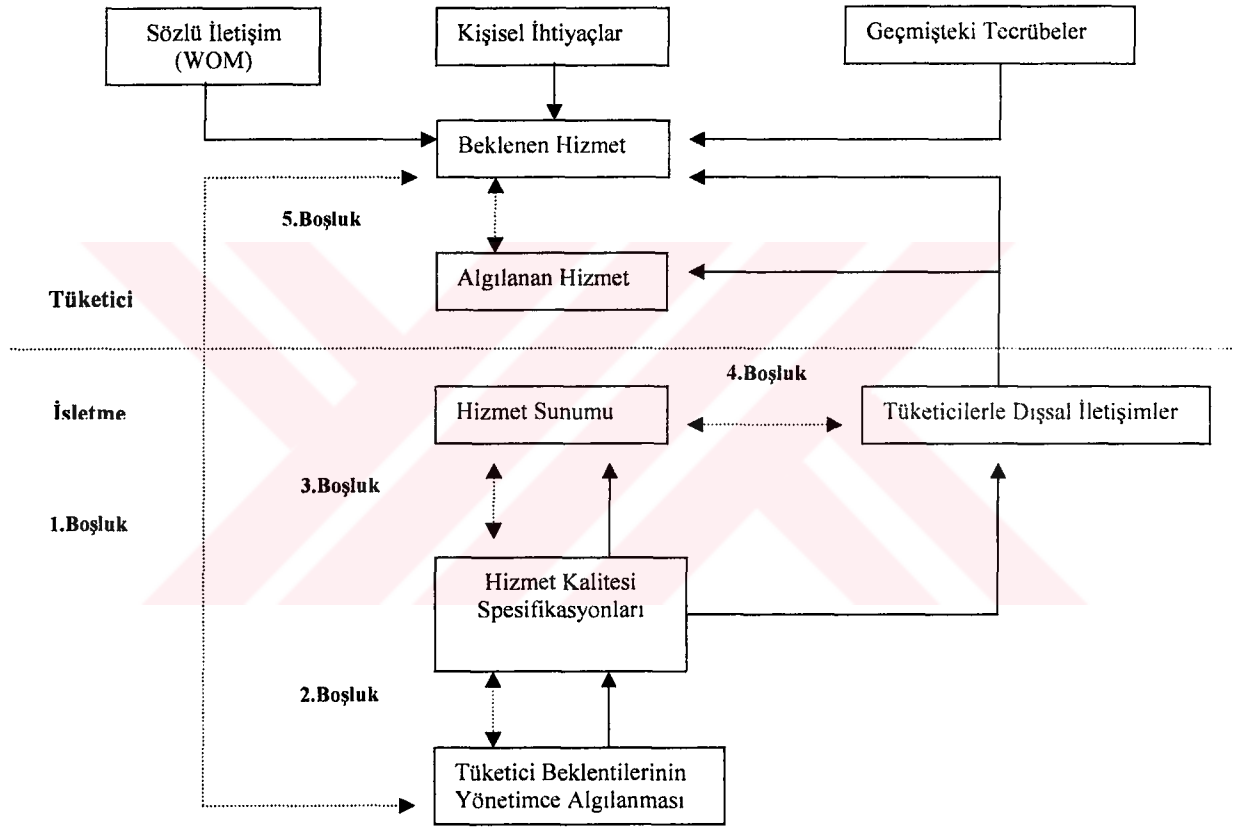 Sözlü İletişim
(WOM)
Kişisel İhtiyaçlar
Geçmişteki Tecrübeler
Beklenen Hizmet
5.Boşluk
Algılanan Hizmet
Tüketici
4.Boşluk
İşletme
Hizmet Sunumu
Tüketicilerle Dışsal İletişimler
3.Boşluk
1.Boşluk
Hizmet Kalitesi
Spesifikasyonları
2.Boşluk
Tüketici Beklentilerinin
Yönetimce Algılanması